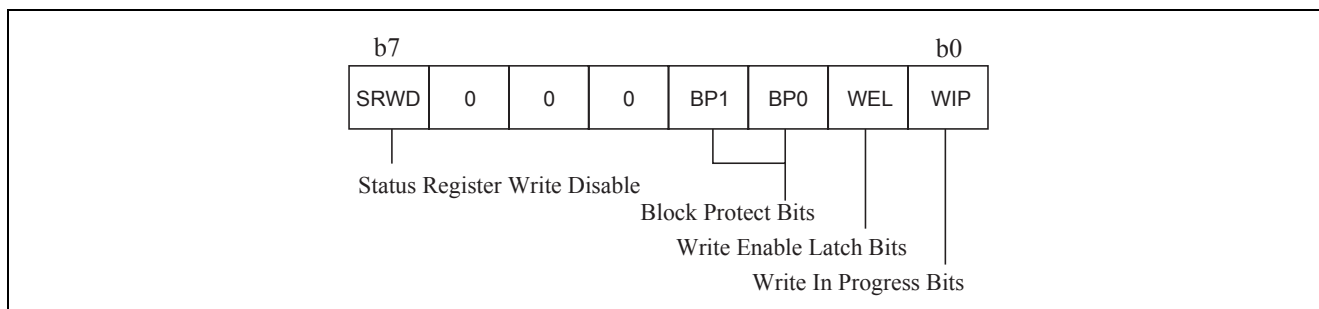 b7 b0
SRWD 0 0 0 BP1 BP0 WEL WIP
Status Register Write Disable
Block Protect Bits
Write Enable Latch Bits
Write In Progress Bits